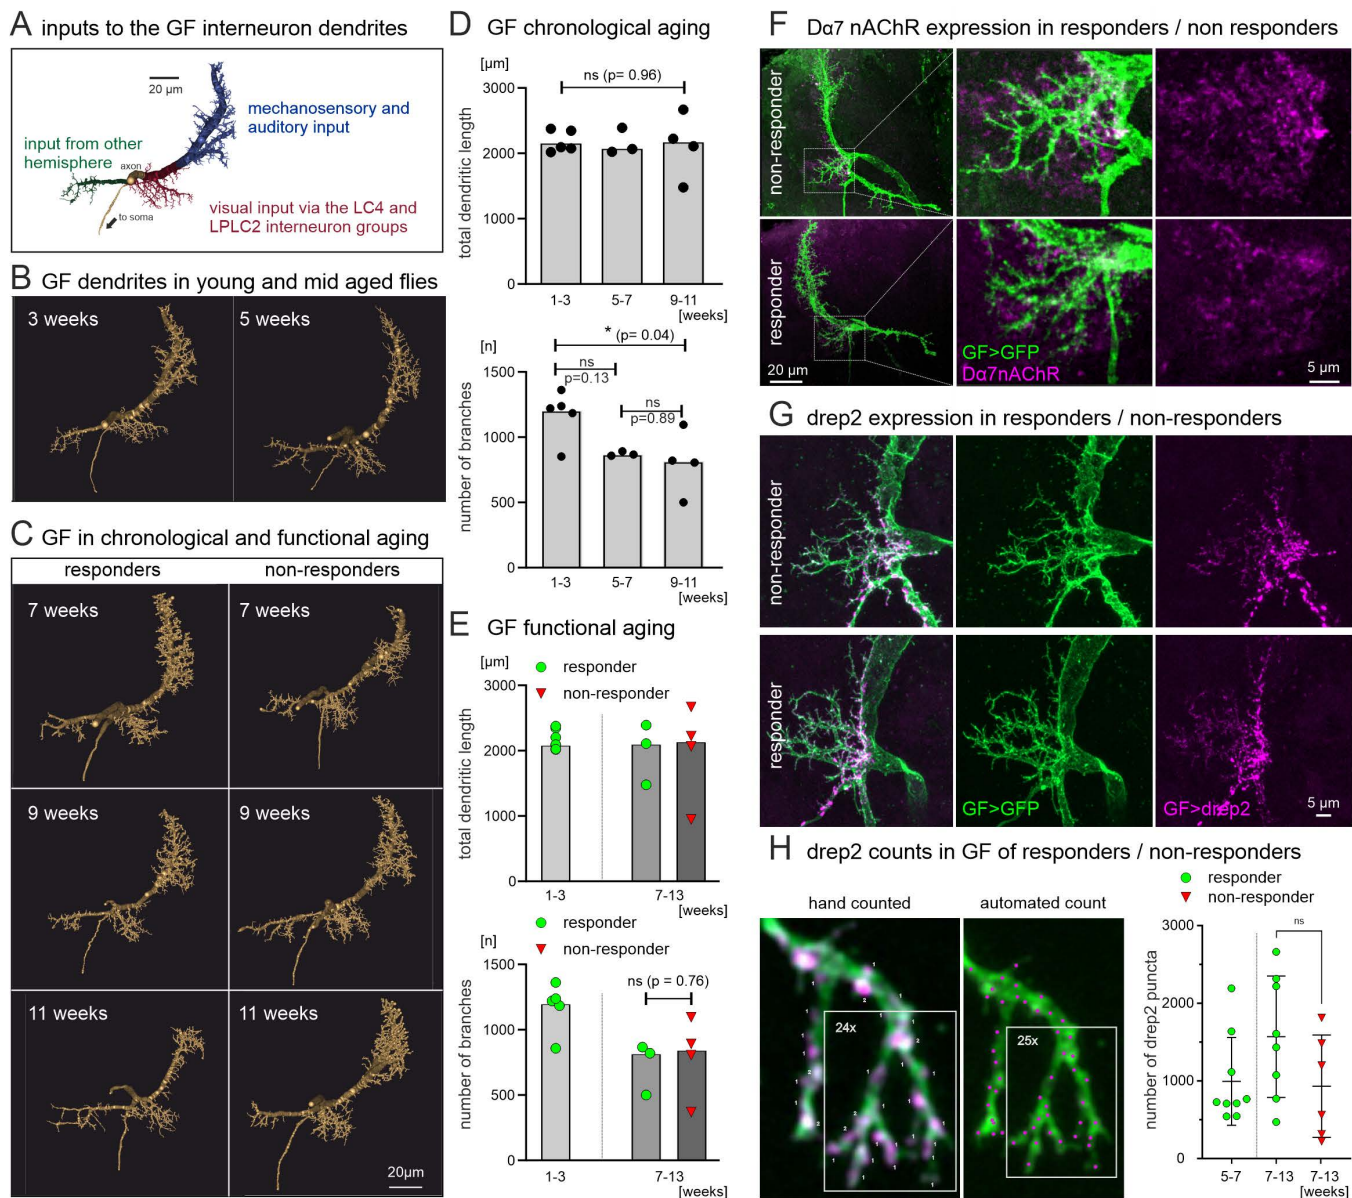 A inputs to the GF interneuron dendrites
20 µm
mechanosensory and
auditory input
input from other
hemisphere
axon
to soma
visual input via the LC4 and
LPLC2 interneuron groups
B GF dendrites in young and mid aged flies
3 weeks
5 weeks
C GF in chronological and functional aging
responders
non-responders
7 weeks
7 weeks
9 weeks
9 weeks
11 weeks
11 weeks
20µm
D GF chronological aging
[µm]
ns (p= 0.96)
total dendritic length
3000
2000
1000
0
1-3
5-7
9-11
[weeks]
* (p= 0.04)
[n]
ns
p=0.13
ns
p=0.89
number of branches
1500
1000
500
0
1-3
5-7
9-11
[weeks]
E GF functional aging
[µm]
responder
non-responder
total dendritic length
3000
2000
1000
0
1-3
7-13
[weeks]
responder
non-responder
[n]
ns (p = 0.76)
number of branches
1500
1000
500
0
1-3
7-13
[weeks]
F Dα7 nAChR expression in responders / non responders
non-responder
responder
20 µm
GF>GFP
Dα7nAChR
5 µm
G drep2 expression in responders / non-responders
non-responder
responder
GF>GFP
GF>drep2
5 µm
H drep2 counts in GF of responders / non-responders
hand counted
automated count
24x
25x
responder
non-responder
ns
number of drep2 puncta
3000
2000
1000
0
5-7
7-13
7-13
[weeks]